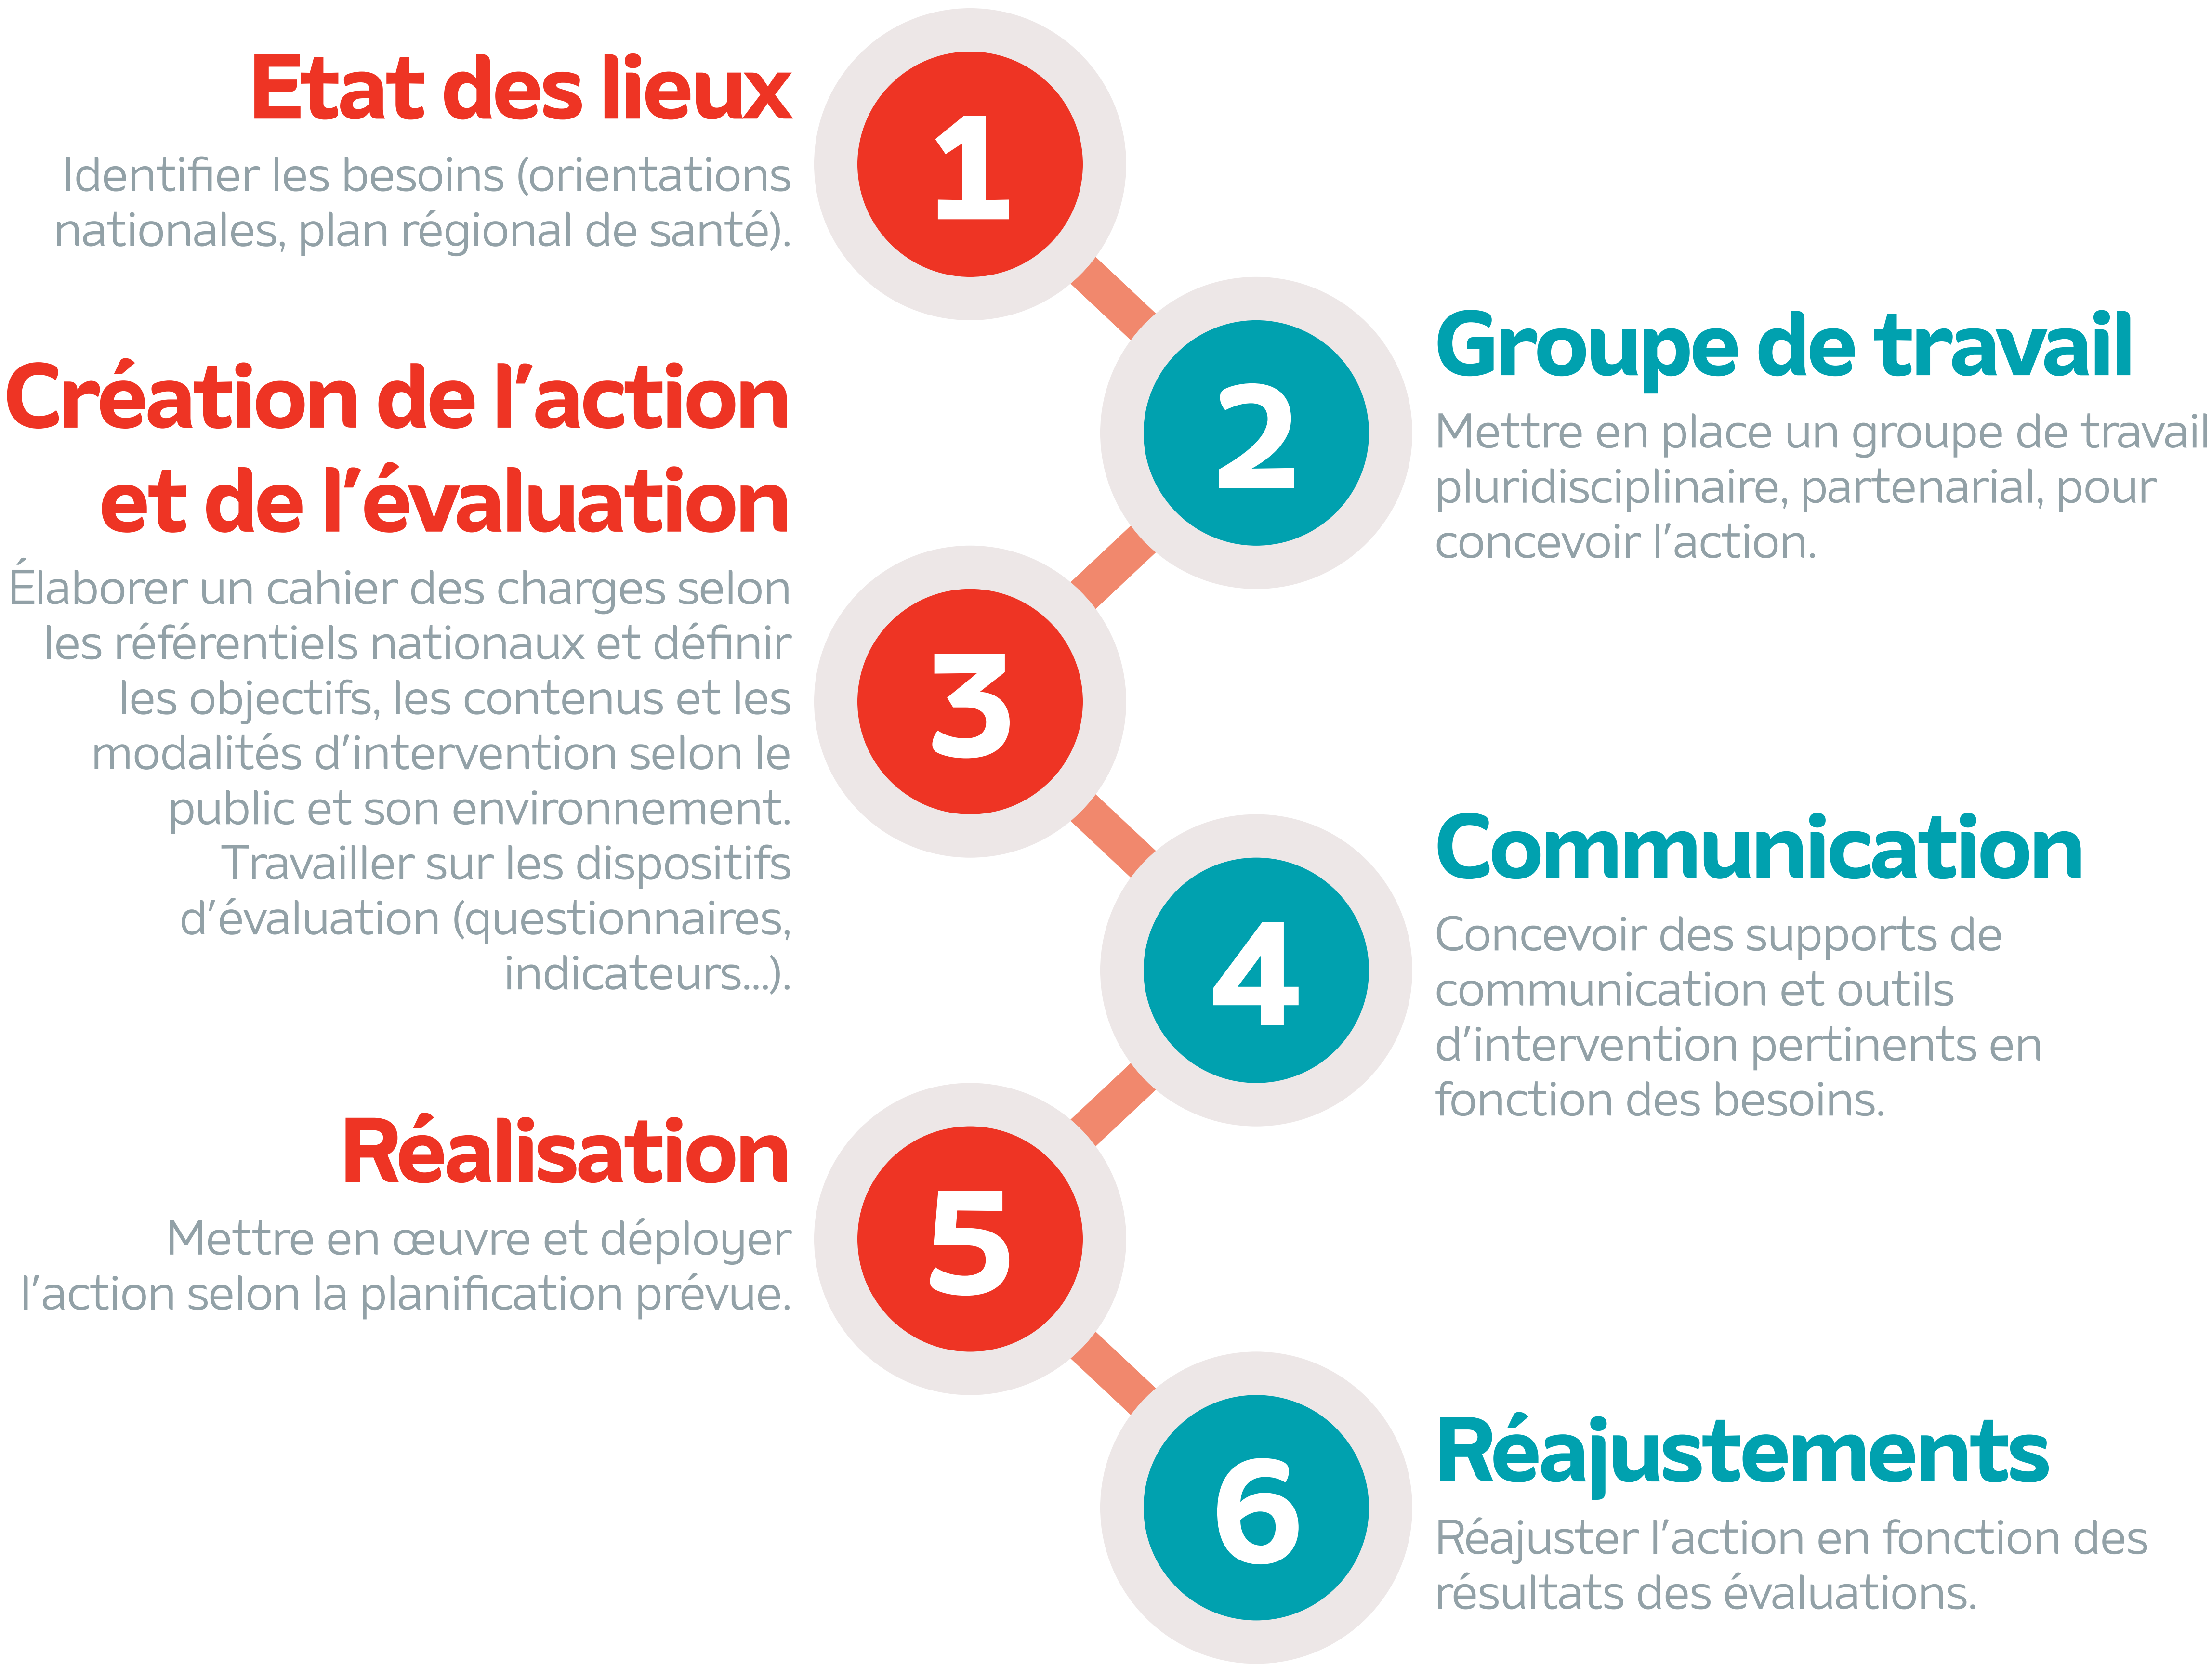 1
Etat des lieux
Identifier les besoins (orientations
nationales, plan régional de santé).
2
Groupe de travail
Mettre en place un groupe de travail
pluridisciplinaire, partenarial, pour
concevoir l'action.
3
Création de l'action
et de l'évaluation
Élaborer un cahier des charges selon
les référentiels nationaux et définir
les objectifs, les contenus et les
modalités d'intervention selon le
public et son environnement.
Travailler sur les dispositifs
d'évaluation (questionnaires,
indicateurs...).
4
Communication
Concevoir des supports de
communication et outils
d'intervention pertinents en
fonction des besoins.
5
Réalisation
Mettre en œuvre et déployer
l'action selon la planification prévue.
6
Réajustements
Réajuster l'action en fonction des
résultats des évaluations.